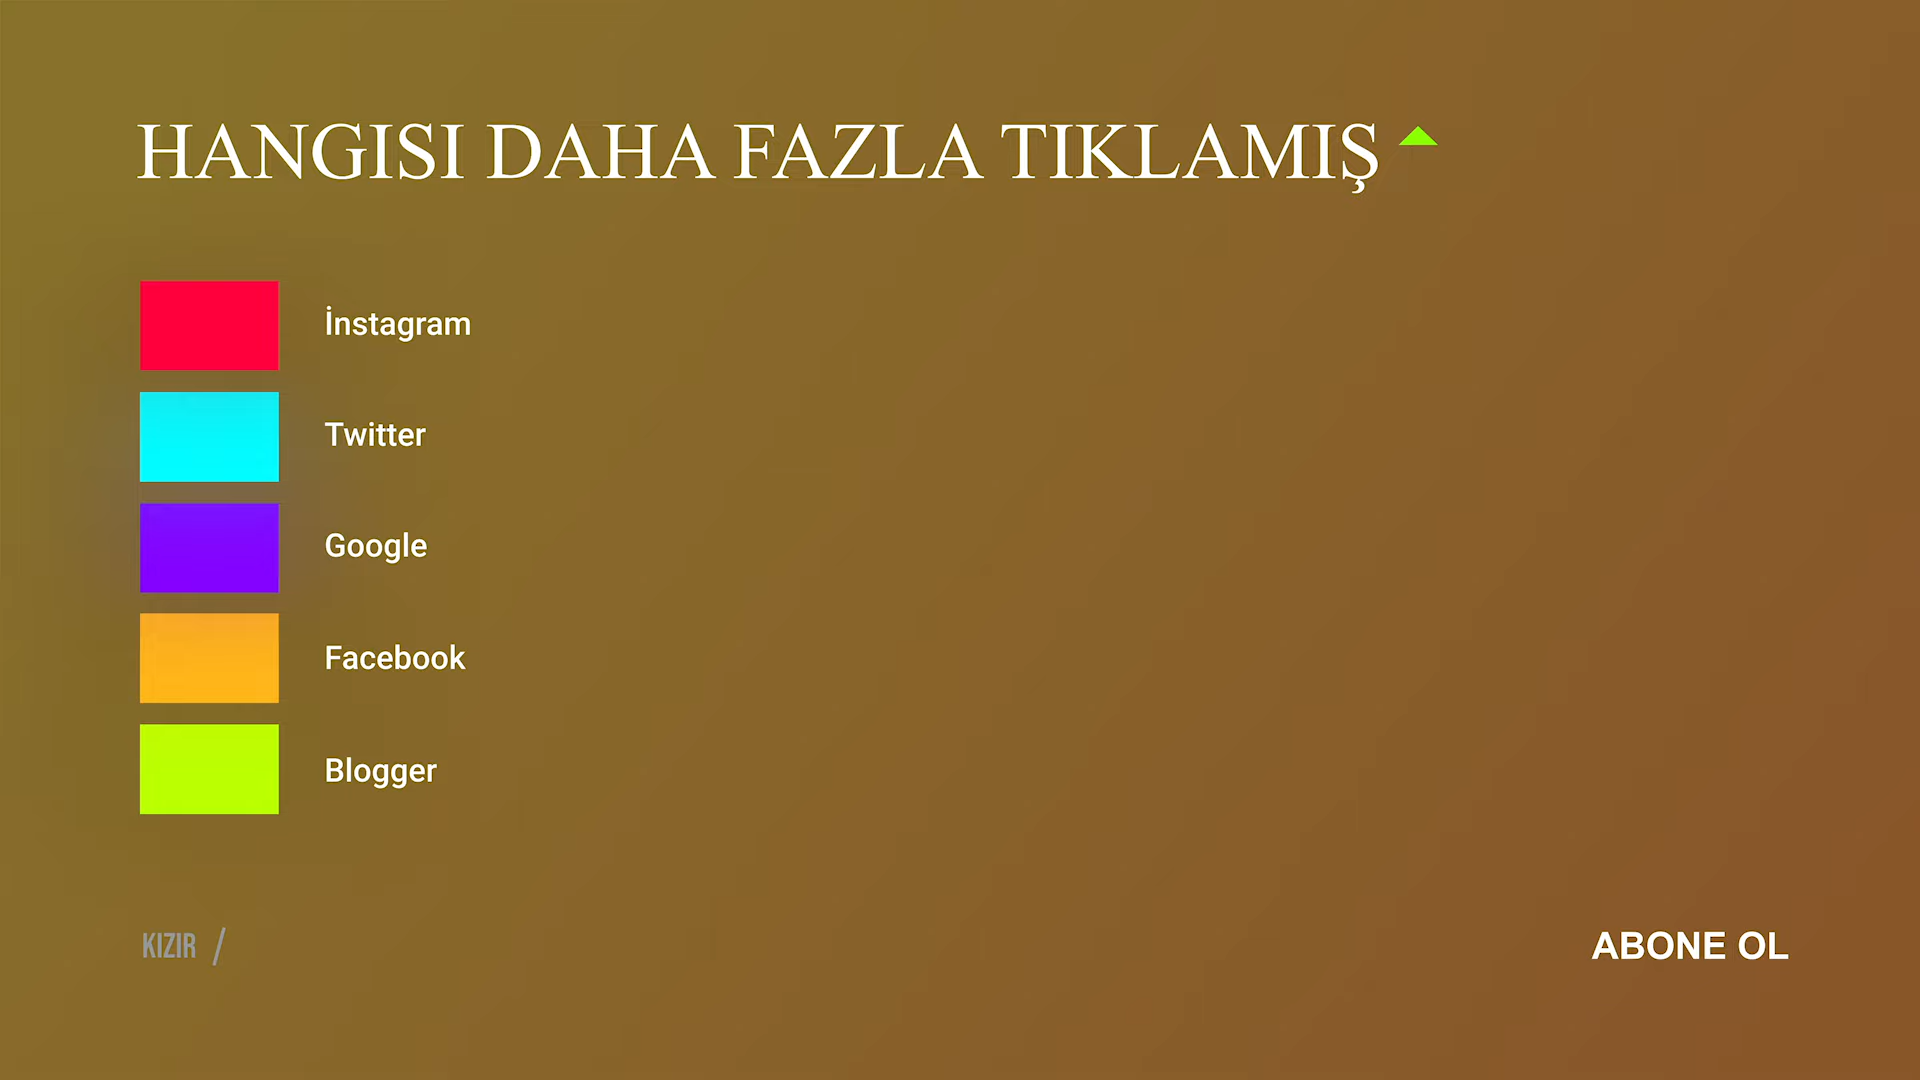 HANGISI DAHA FAZLA TIKLAMIŞ
İnstagram
Twitter
Google
Facebook
Blogger
KIZIR /
ABONE OL